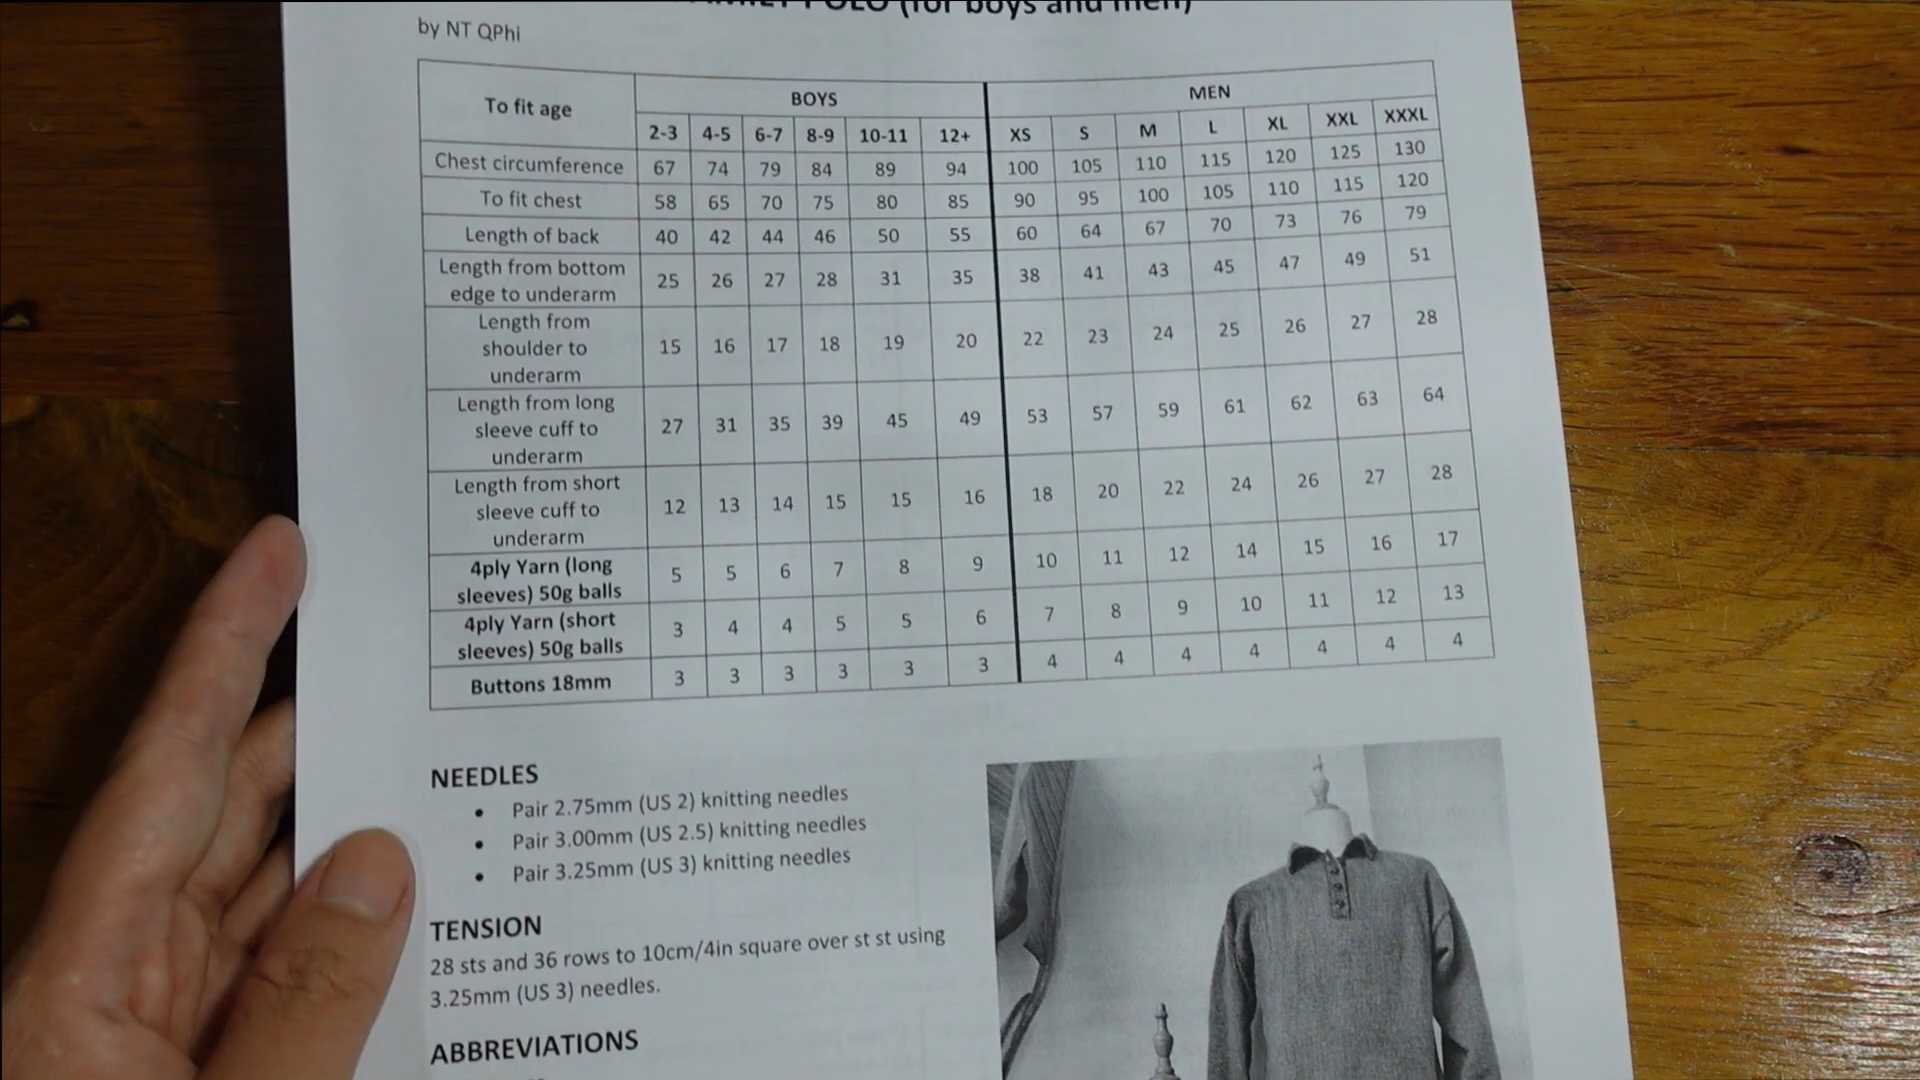 POLO (for boys and men)
by NT QPhi
To fit age BOYS MEN
2-3 4-5 6-7 8-9 10-11 12+ XS S M L XL XXL XXXL
Chest circumference 67 74 79 84 89 94 100 105 110 115 120 125 130
To fit chest 58 65 70 75 80 85 90 95 100 105 110 115 120
Length of back 40 42 44 46 50 55 60 64 67 70 73 76 79
Length from bottom
edge to underarm 25 26 27 28 31 35 38 41 43 45 47 49 51
Length from
shoulder to
underarm 15 16 17 18 19 20 22 23 24 25 26 27 28
Length from long
sleeve cuff to
underarm 27 31 35 39 45 49 53 57 59 61 62 63 64
Length from short
sleeve cuff to
underarm 12 13 14 15 15 16 18 20 22 24 26 27 28
4ply Yarn (long
sleeves) 50g balls 5 5 6 7 8 9 10 11 12 14 15 16 17
4ply Yarn (short
sleeves) 50g balls 3 4 4 5 5 6 7 8 9 10 11 12 13
Buttons 18mm 3 3 3 3 3 3 4 4 4 4 4 4 4
NEEDLES
• Pair 2.75mm (US 2) knitting needles
• Pair 3.00mm (US 2.5) knitting needles
• Pair 3.25mm (US 3) knitting needles
TENSION
28 sts and 36 rows to 10cm/4in square over st st using
3.25mm (US 3) needles.
ABBREVIATIONS